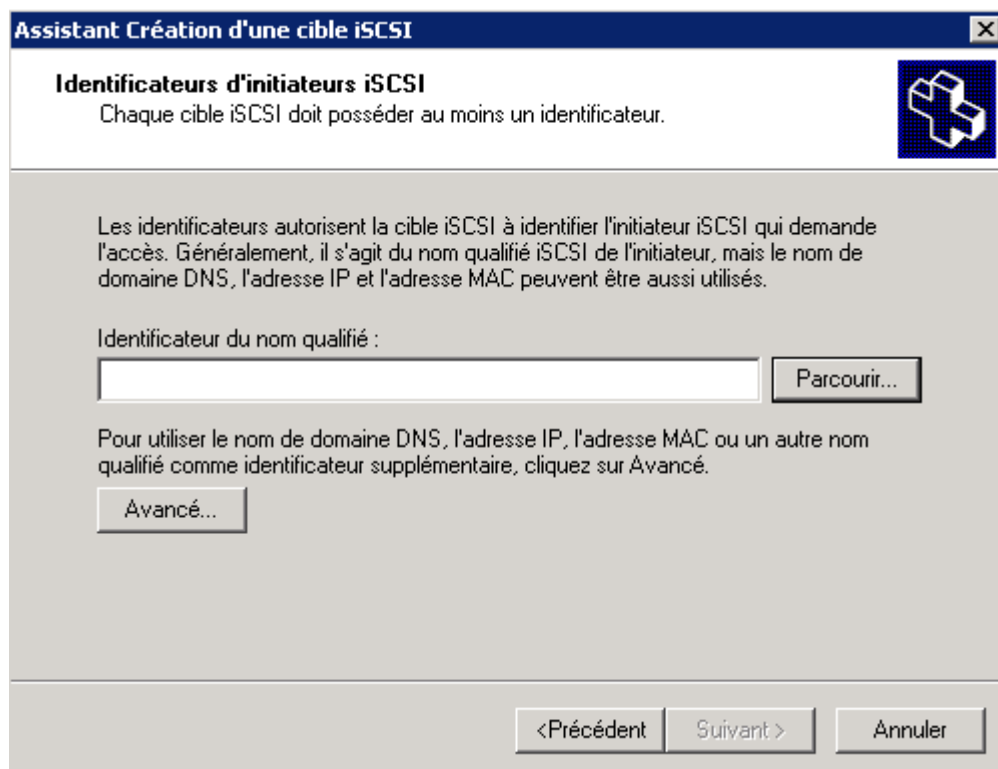 Assistant Création d'une cible iSCSI
Identificateurs d'initiateurs iSCSI
Chaque cible iSCSI doit posséder au moins un identificateur.
Les identificateurs autorisent la cible iSCSI à identifier l'initiateur iSCSI qui demande
l'accès. Généralement, il s'agit du nom qualifié iSCSI de l'initiateur, mais le nom de
domaine DNS, l'adresse IP et l'adresse MAC peuvent être aussi utilisés.
Identificateur du nom qualifié :
Parcourir...
Pour utiliser le nom de domaine DNS, l'adresse IP, l'adresse MAC ou un autre nom
qualifié comme identificateur supplémentaire, cliquez sur Avancé.
Avancé...
<Précédent Suivant > Annuler